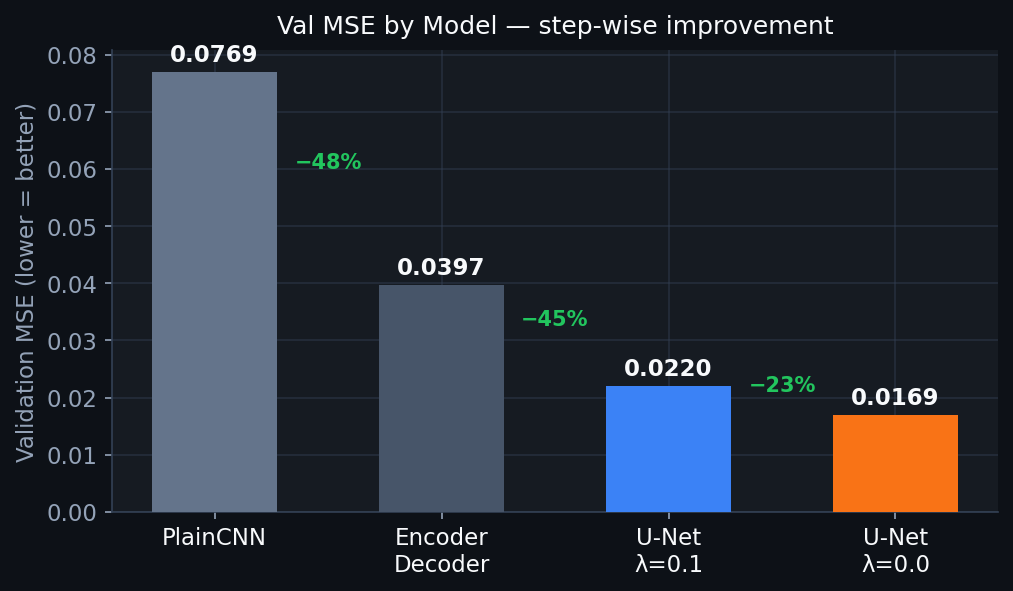 Val MSE by Model — step-wise improvement
Validation MSE (lower = better)
0.08
0.07
0.06
0.05
0.04
0.03
0.02
0.01
0.00
0.0769
−48%
0.0397
−45%
0.0220
−23%
0.0169
PlainCNN
Encoder
Decoder
U-Net
λ=0.1
U-Net
λ=0.0